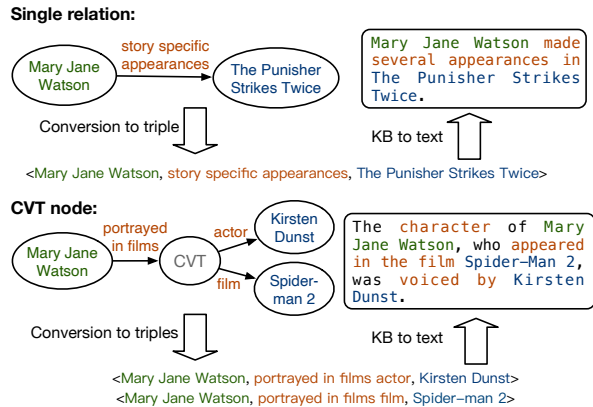 Single relation:
Mary Jane
Watson
story specific
appearances
The Punisher
Strikes Twice
Mary Jane Watson made
several appearances in
The Punisher Strikes
Twice.
Conversion to triple
KB to text
<Mary Jane Watson, story specific appearances, The Punisher Strikes Twice>
CVT node:
Mary Jane
Watson
portrayed
in films
CVT
actor
film
Kirsten
Dunst
Spider-
man 2
The character of Mary
Jane Watson, who appeared
in the film Spider-Man 2,
was voiced by Kirsten
Dunst.
Conversion to triples
KB to text
<Mary Jane Watson, portrayed in films actor, Kirsten Dunst>
<Mary Jane Watson, portrayed in films film, Spider-man 2>